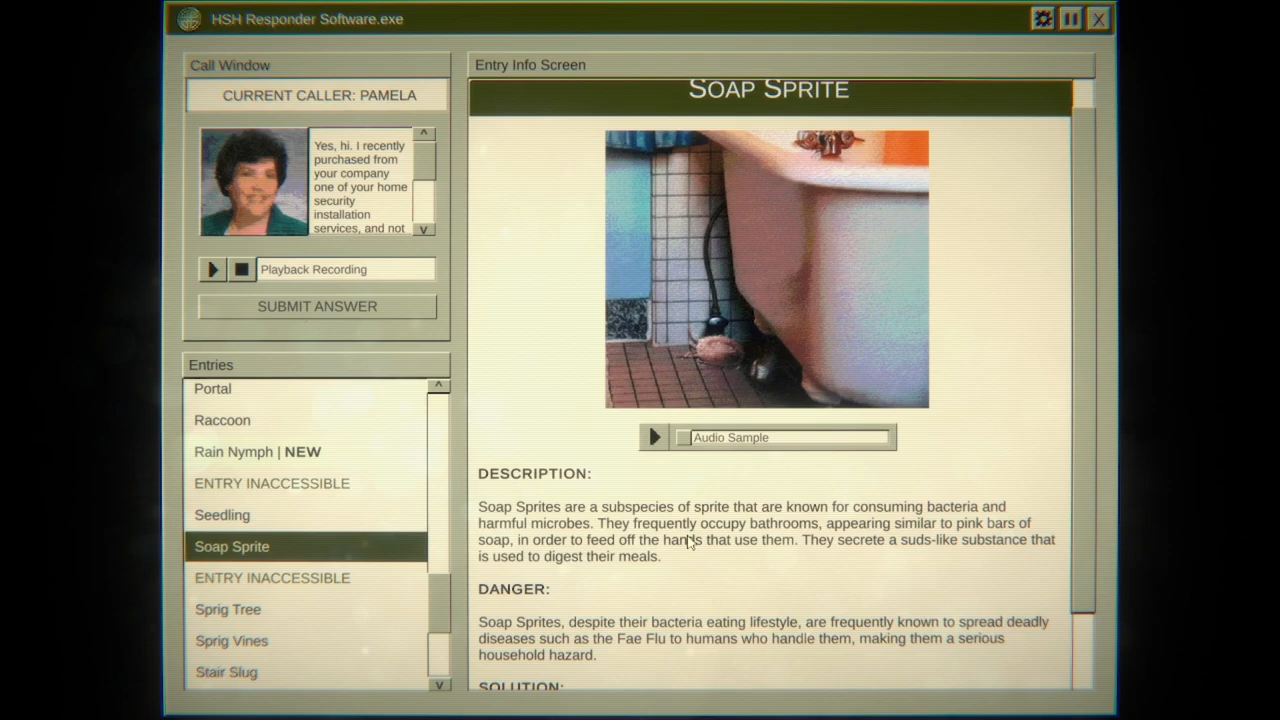 HSH Responder Software.exe
Call Window
CURRENT CALLER: PAMELA
Yes, hi. I recently
purchased from
your company
one of your home
security
installation
services, and not
Playback Recording
SUBMIT ANSWER
Entries
Portal
Raccoon
Rain Nymph | NEW
ENTRY INACCESSIBLE
Seedling
Soap Sprite
ENTRY INACCESSIBLE
Sprig Tree
Sprig Vines
Stair Slug
Entry Info Screen
SOAP SPRITE
Audio Sample
DESCRIPTION:
Soap Sprites are a subspecies of sprite that are known for consuming bacteria and
harmful microbes. They frequently occupy bathrooms, appearing similar to pink bars of
soap, in order to feed off the hands that use them. They secrete a suds-like substance that
is used to digest their meals.
DANGER:
Soap Sprites, despite their bacteria eating lifestyle, are frequently known to spread deadly
diseases such as the Fae Flu to humans who handle them, making them a serious
household hazard.
SOLUTION: